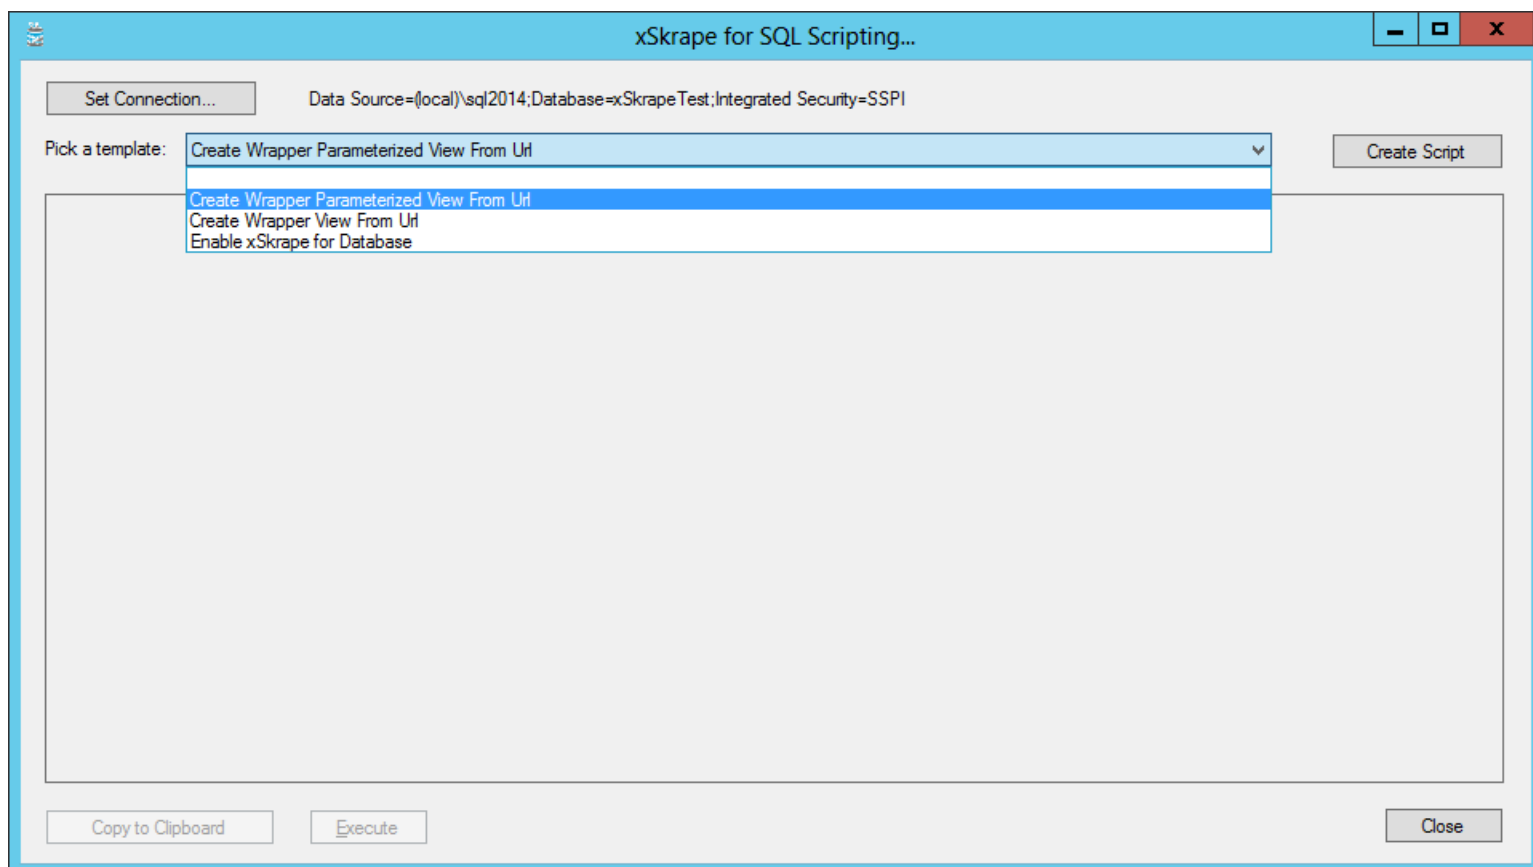 xSkrape for SQL Scripting...
Set Connection... Data Source=(local)\sql2014;Database=xSkrapeTest;Integrated Security=SSPI
Pick a template: Create Wrapper Parameterized View From Url Create Script
Create Wrapper Parameterized View From Url
Create Wrapper View From Url
Enable xSkrape for Database
Copy to Clipboard Execute Close